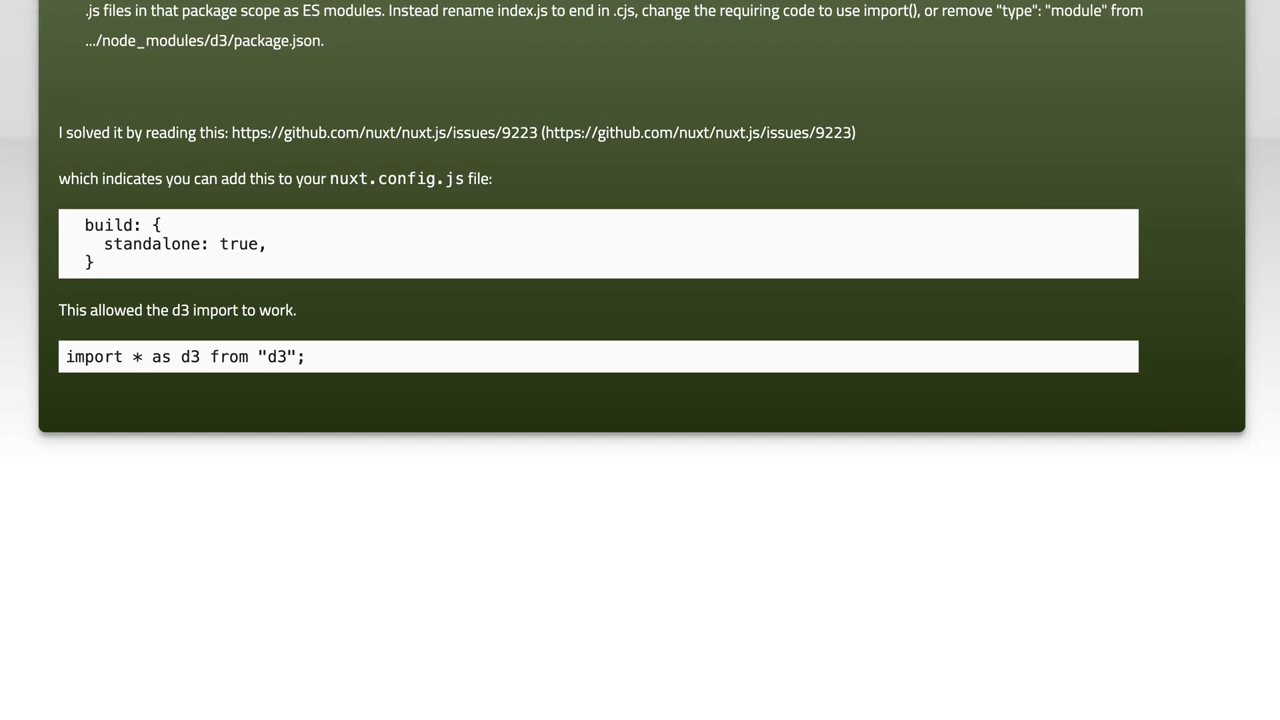 .js files in that package scope as ES modules. Instead rename index.js to end in .cjs, change the requiring code to use import(), or remove "type": "module" from
.../node_modules/d3/package.json.
I solved it by reading this: https://github.com/nuxt/nuxt.js/issues/9223 (https://github.com/nuxt/nuxt.js/issues/9223)
which indicates you can add this to your nuxt.config.js file:
build: {
standalone: true,
}
This allowed the d3 import to work.
import * as d3 from "d3";